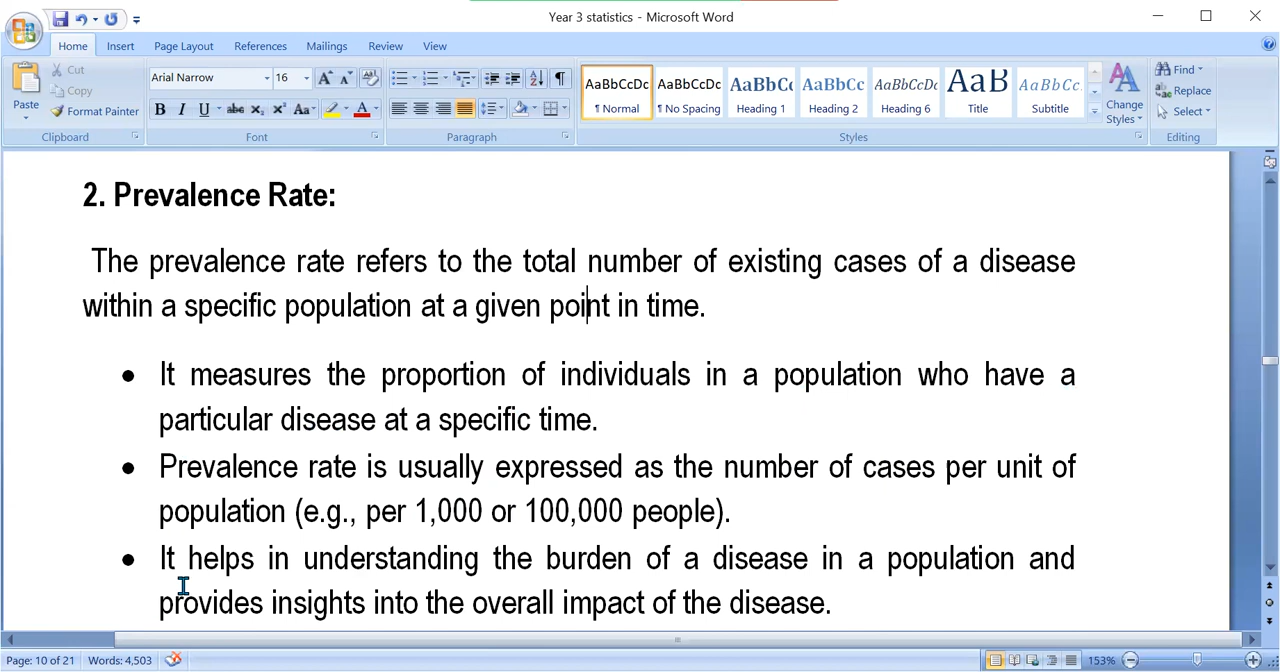 Year 3 statistics - Microsoft Word
Home Insert Page Layout References Mailings Review View
Paste
Cut
Copy
Format Painter
Clipboard
Arial Narrow 16
B I U abc X₂ X² Aa A
Font
Paragraph
AaBbCcDc AaBbCcDc AaBbCc AaBbCc AaBbCcDc AaB AaBbCc
¶ Normal ¶ No Spacing Heading 1 Heading 2 Heading 6 Title Subtitle
Change Styles
Styles
Find
Replace
Select
Editing
2. Prevalence Rate:
The prevalence rate refers to the total number of existing cases of a disease
within a specific population at a given point in time.
● It measures the proportion of individuals in a population who have a
particular disease at a specific time.
● Prevalence rate is usually expressed as the number of cases per unit of
population (e.g., per 1,000 or 100,000 people).
● It helps in understanding the burden of a disease in a population and
provides insights into the overall impact of the disease.
Page: 10 of 21 Words: 4,503 153%